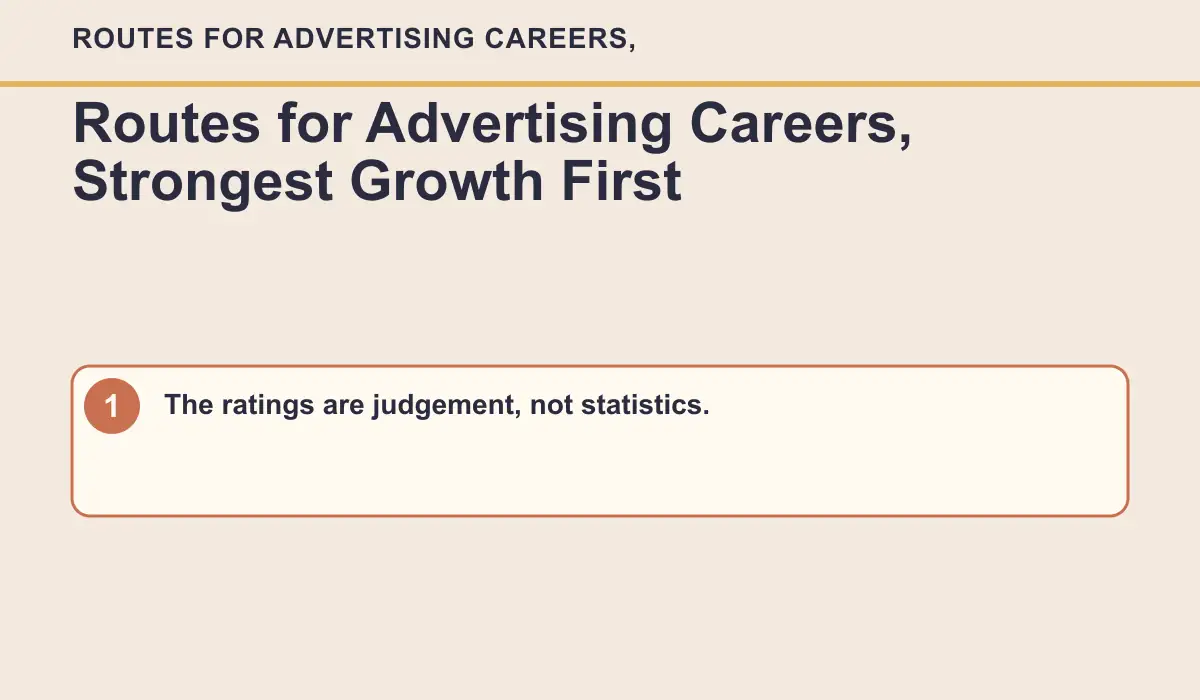 ROUTES FOR ADVERTISING CAREERS,
Routes for Advertising Careers,
Strongest Growth First
1
The ratings are judgement, not statistics.